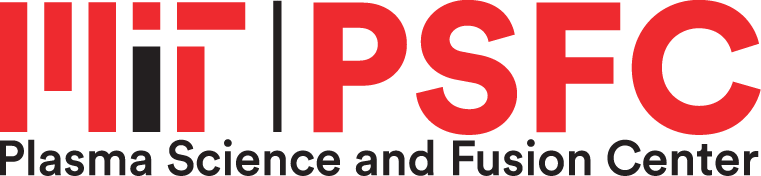 MiT | PSFC
Plasma Science and Fusion Center